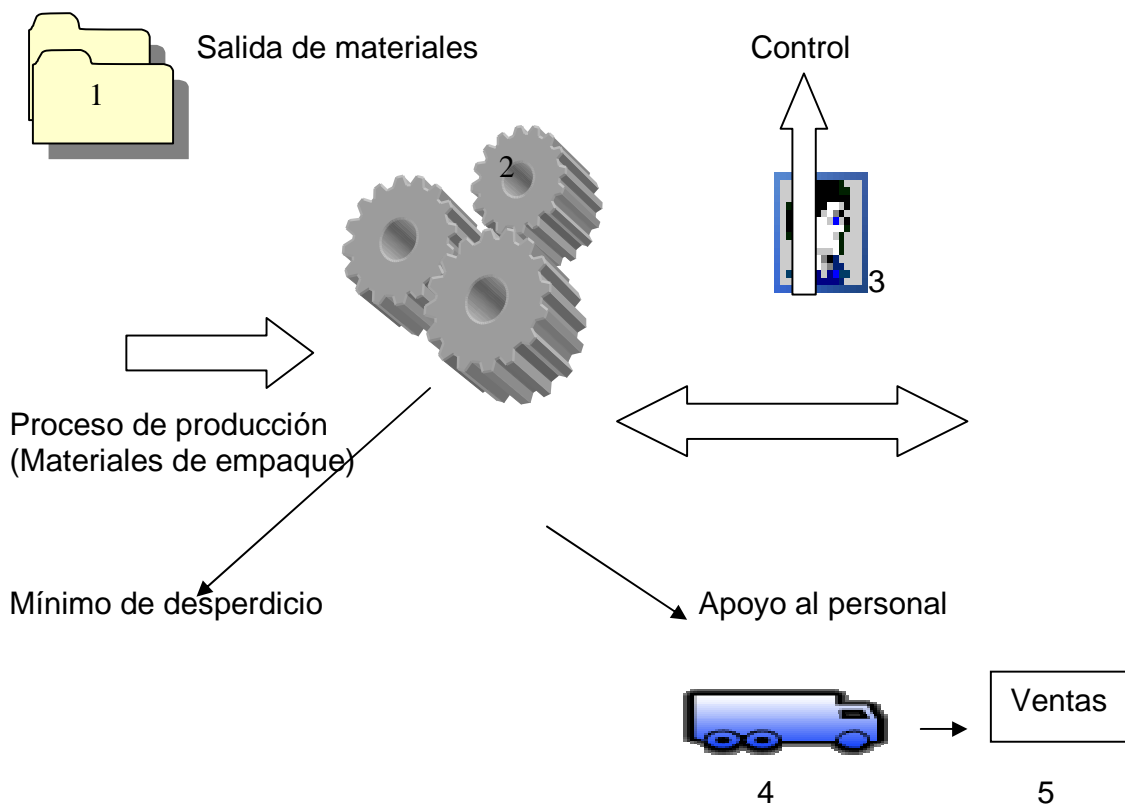 Salida de materiales
Control
1
2
3
Proceso de producción
(Materiales de empaque)
Mínimo de desperdicio
Apoyo al personal
Ventas
4
5